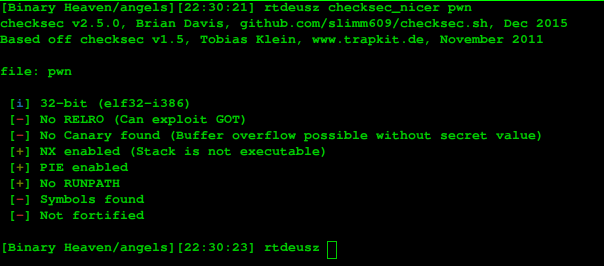 [Binary Heaven/angels][22:30:21] rtdeusz checksec_nicer pwn
checksec v2.5.0, Brian Davis, github.com/slimm609/checksec.sh, Dec 2015
Based off checksec v1.5, Tobias Klein, www.trapkit.de, November 2011
file: pwn
[i] 32-bit (elf32-i386)
[-] No RELRO (Can exploit GOT)
[-] No Canary found (Buffer overflow possible without secret value)
[+] NX enabled (Stack is not executable)
[+] PIE enabled
[+] No RUNPATH
[-] Symbols found
[-] Not fortified
[Binary Heaven/angels][22:30:23] rtdeusz